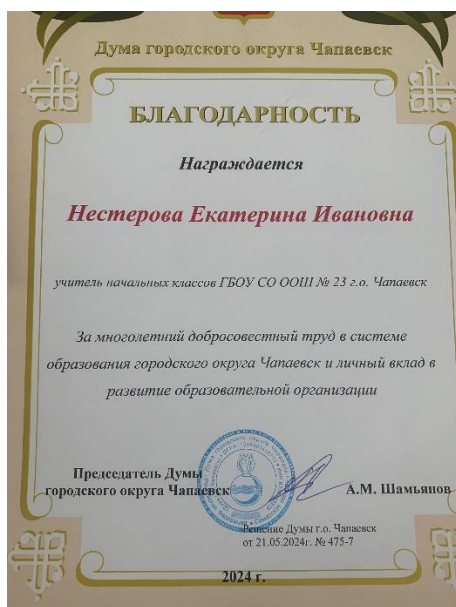 Дума городского округа Чапаевск
БЛАГОДАРНОСТЬ
Награждается
Нестерова Екатерина Ивановна
учитель начальных классов ГБОУ СО ООШ № 23 г.о. Чапаевск
За многолетний добросовестный труд в системе
образования городского округа Чапаевск и личный вклад в
развитие образовательной организации
Председатель Думы
городского округа Чапаевск
А.М. Шамьянов
Решение Думы г.о. Чапаевск
от 21.05.2024г. № 475-7
2024 г.